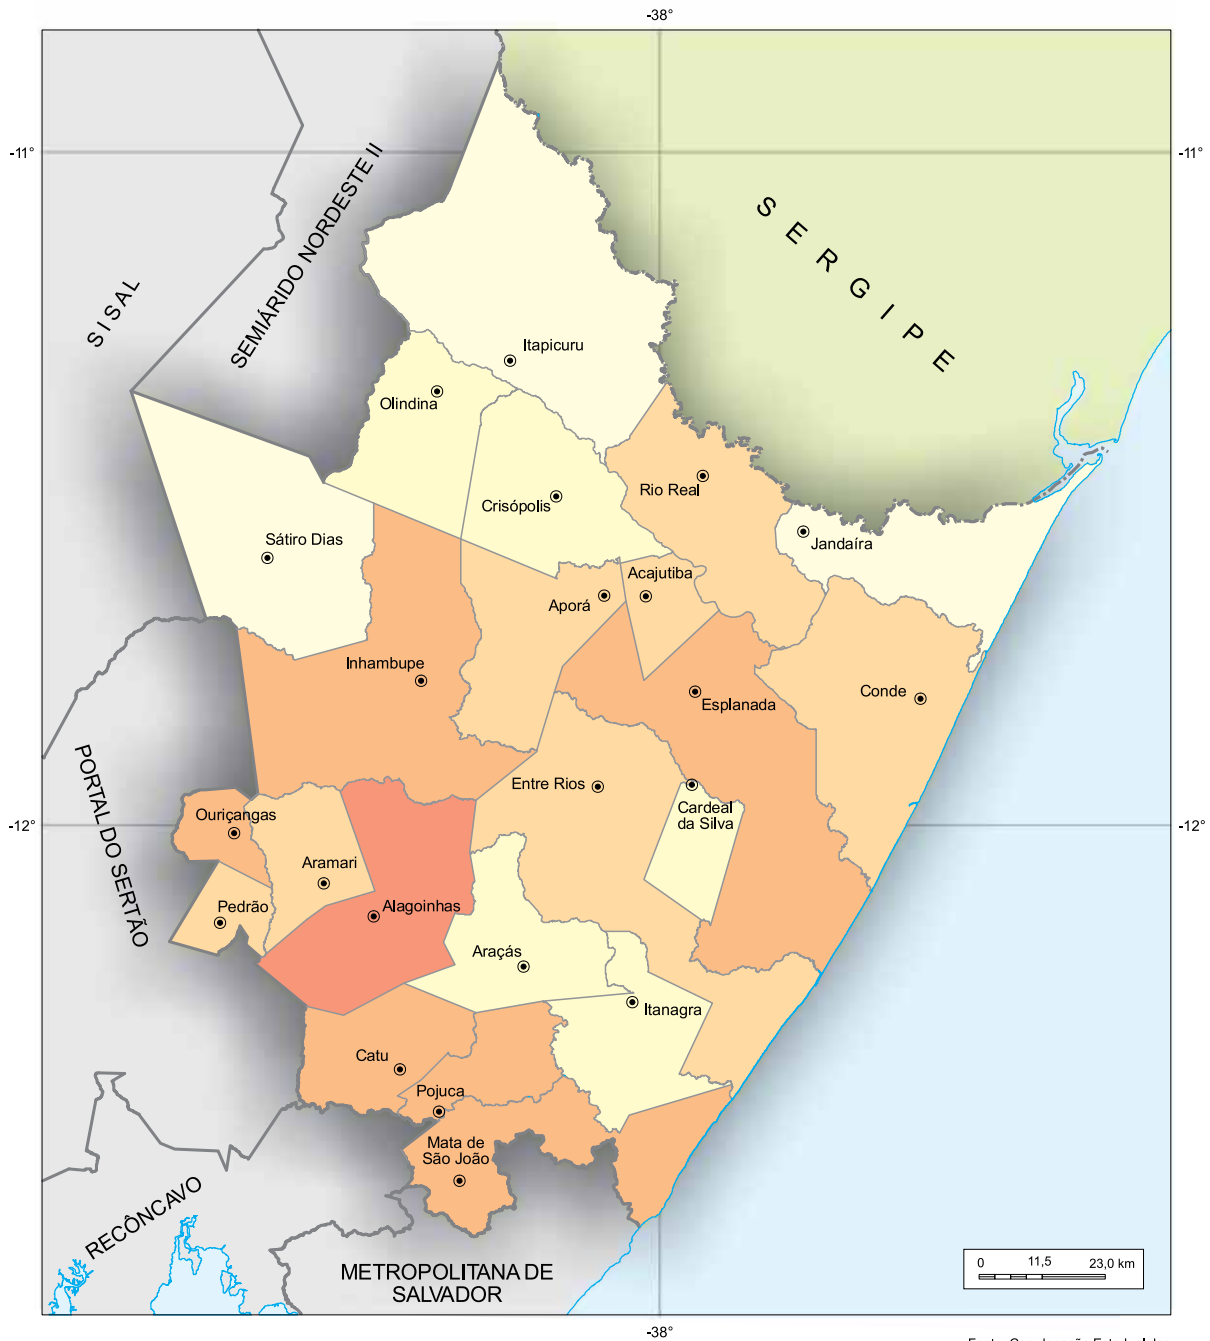 -38°
-11°
-11°
SERGIPE
SEMIÁRIDO NORDESTE II
SISAL
Itapicuru
Olindina
Rio Real
Crisópolis
Sátiro Dias
Jandaíra
Acajutiba
Aporá
Inhambupe
Conde
Esplanada
PORTAL DO SERTÃO
Entre Rios
Cardeal
da Silva
Ouriçangas
-12°
-12°
Aramari
Pedrão
Alagoinhas
Araçás
Itanagra
Catu
Pojuca
Mata de
São João
RECÔNCAVO
METROPOLITANA DE
SALVADOR
0 11,5 23,0 km
-38°